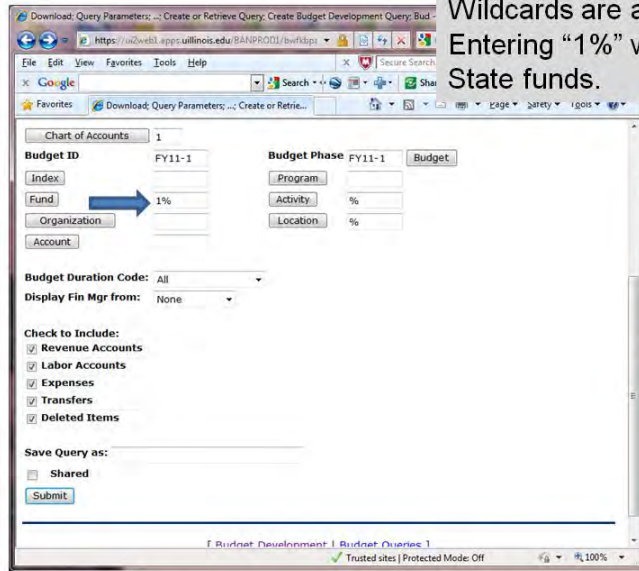 Download; Query Parameters; ...; Create or Retrieve Query; Create Budget Development Query; Bud -
Wildcards are a
Entering “1%” w
State funds.
https://ui2web1.apps.uillinois.edu/BANPROD1/bwfkbps
File Edit View Favorites Tools Help
Secure Search
x Google
Search
Shar
Favorites
Download; Query Parameters; ...; Create or Retrie...
Page Safety Tools
Chart of Accounts 1
Budget ID FY11-1 Budget Phase FY11-1 Budget
Index Program
Fund 1% Activity %
Organization Location %
Account
Budget Duration Code: All
Display Fin Mgr from: None
Check to Include:
Revenue Accounts
Labor Accounts
Expenses
Transfers
Deleted Items
Save Query as:
Shared
Submit
[ Budget Development | Budget Queries ]
Trusted sites | Protected Mode: Off 100%